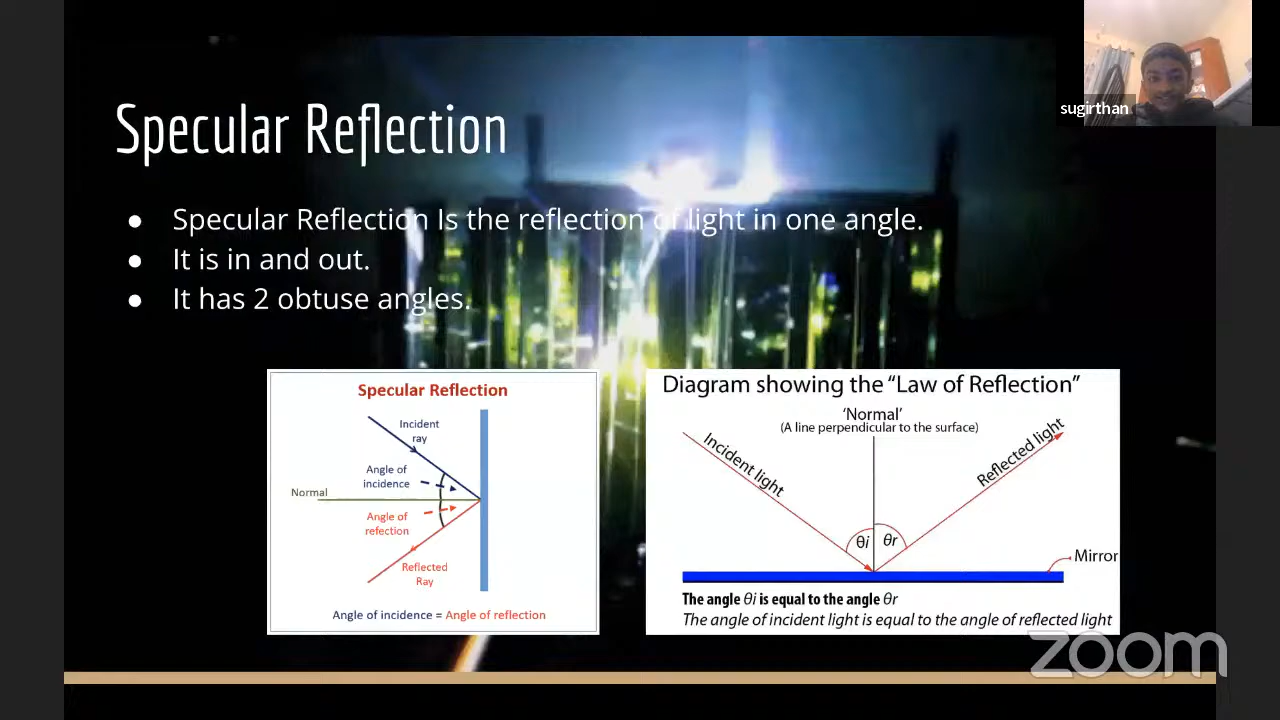 sugirthan
Specular Reflection
● Specular Reflection Is the reflection of light in one angle.
● It is in and out.
● It has 2 obtuse angles.
Specular Reflection
Incident
ray
Angle of
incidence
Normal
Angle of
refection
Reflected
Ray
Angle of incidence = Angle of reflection
Diagram showing the “Law of Reflection”
‘Normal’
(A line perpendicular to the surface)
Incident light
Reflected light
θi θr
Mirror
The angle θi is equal to the angle θr
The angle of incident light is equal to the angle of reflected light
zoom